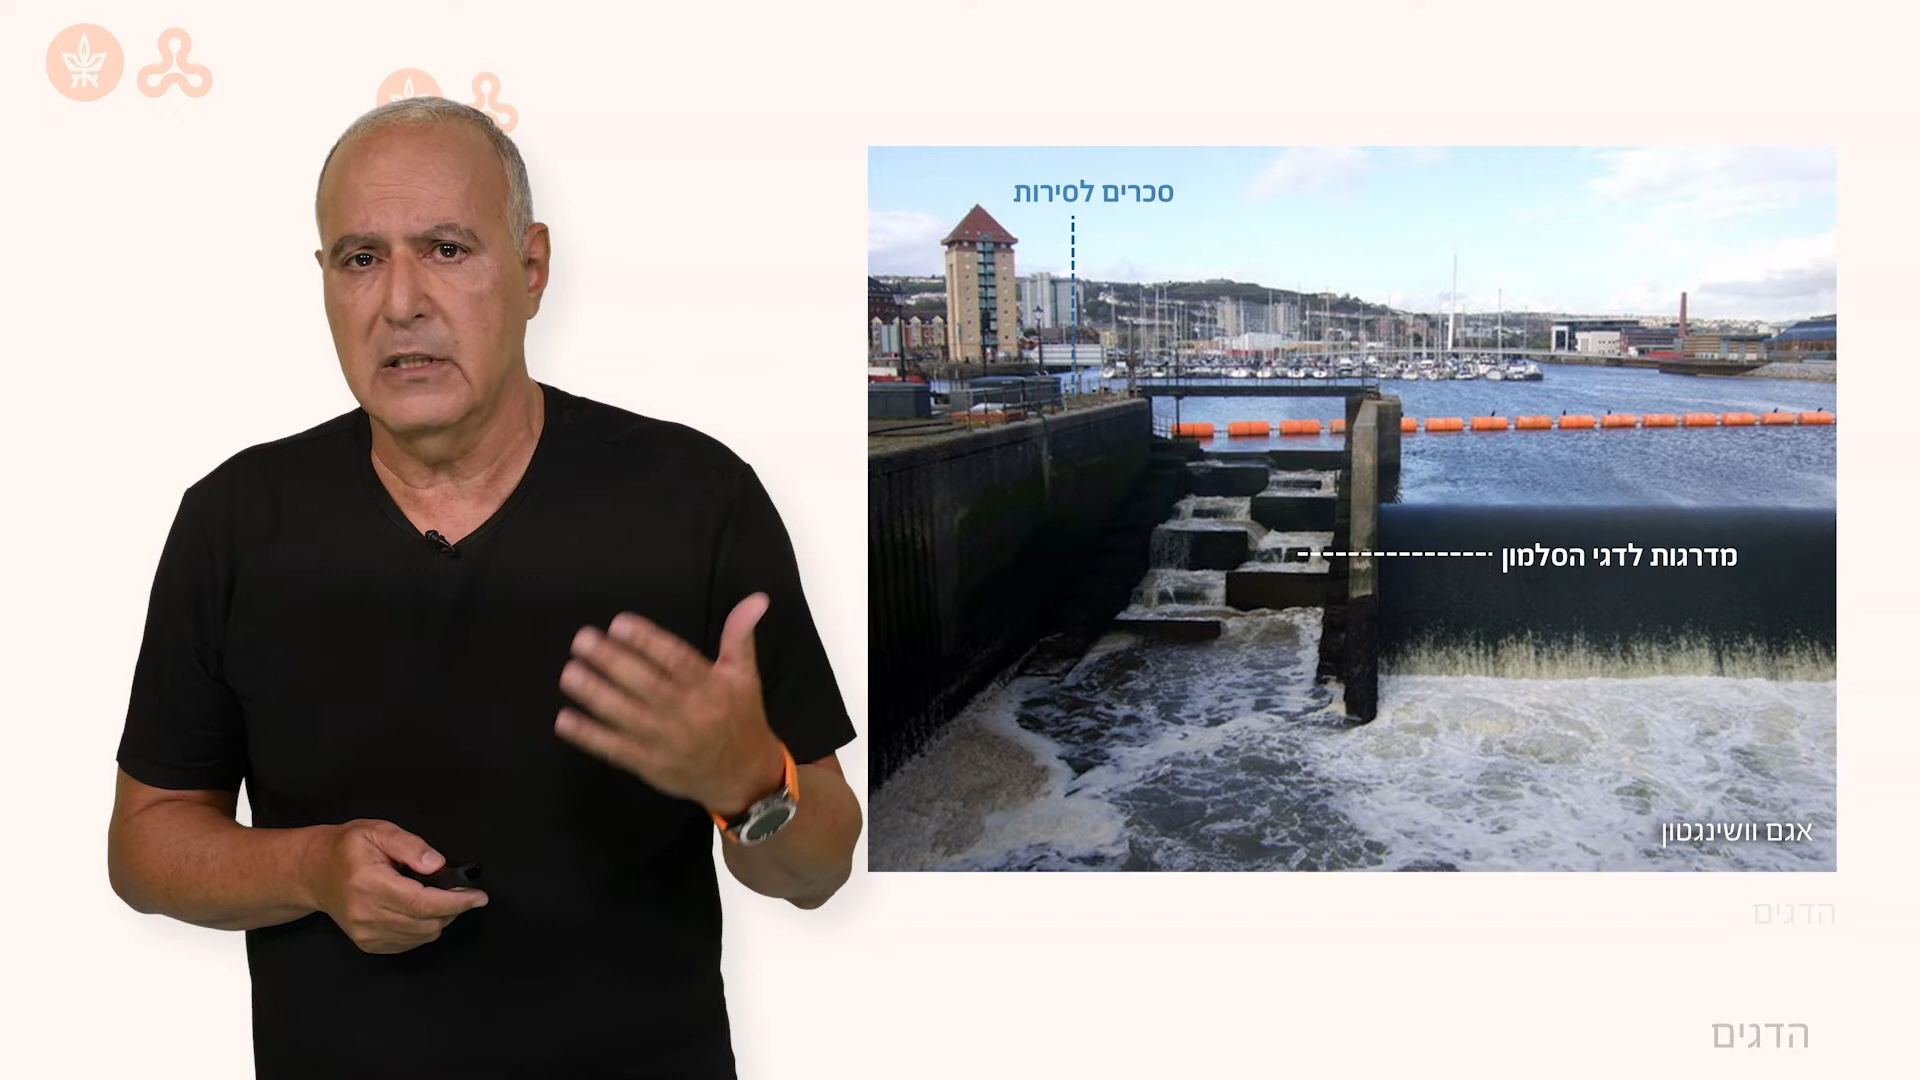 סכרים לסירות
מדרגות לדגי הסלמון
אגם וושינגטון
הדגים
הדגים